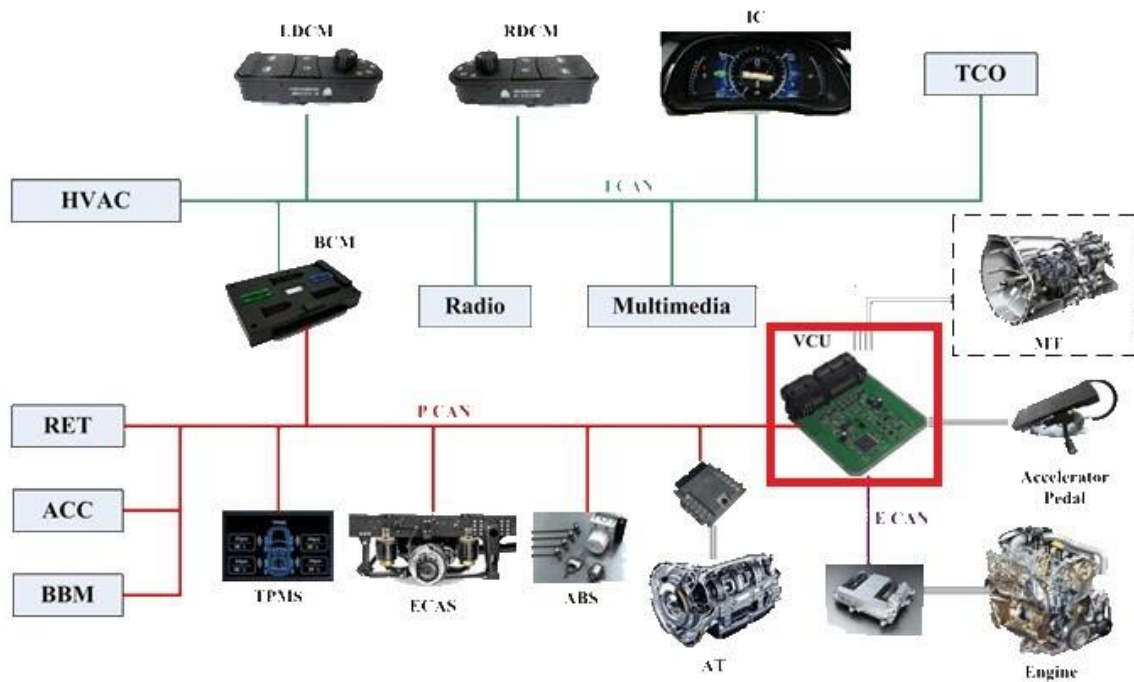 LDCM
RDCM
IC
TCO
HVAC
I CAN
BCM
Radio
Multimedia
VCU
MT
RET
P CAN
Accelerator
Pedal
ACC
E CAN
BBM
TPMS
ECAS
ABS
AT
Engine